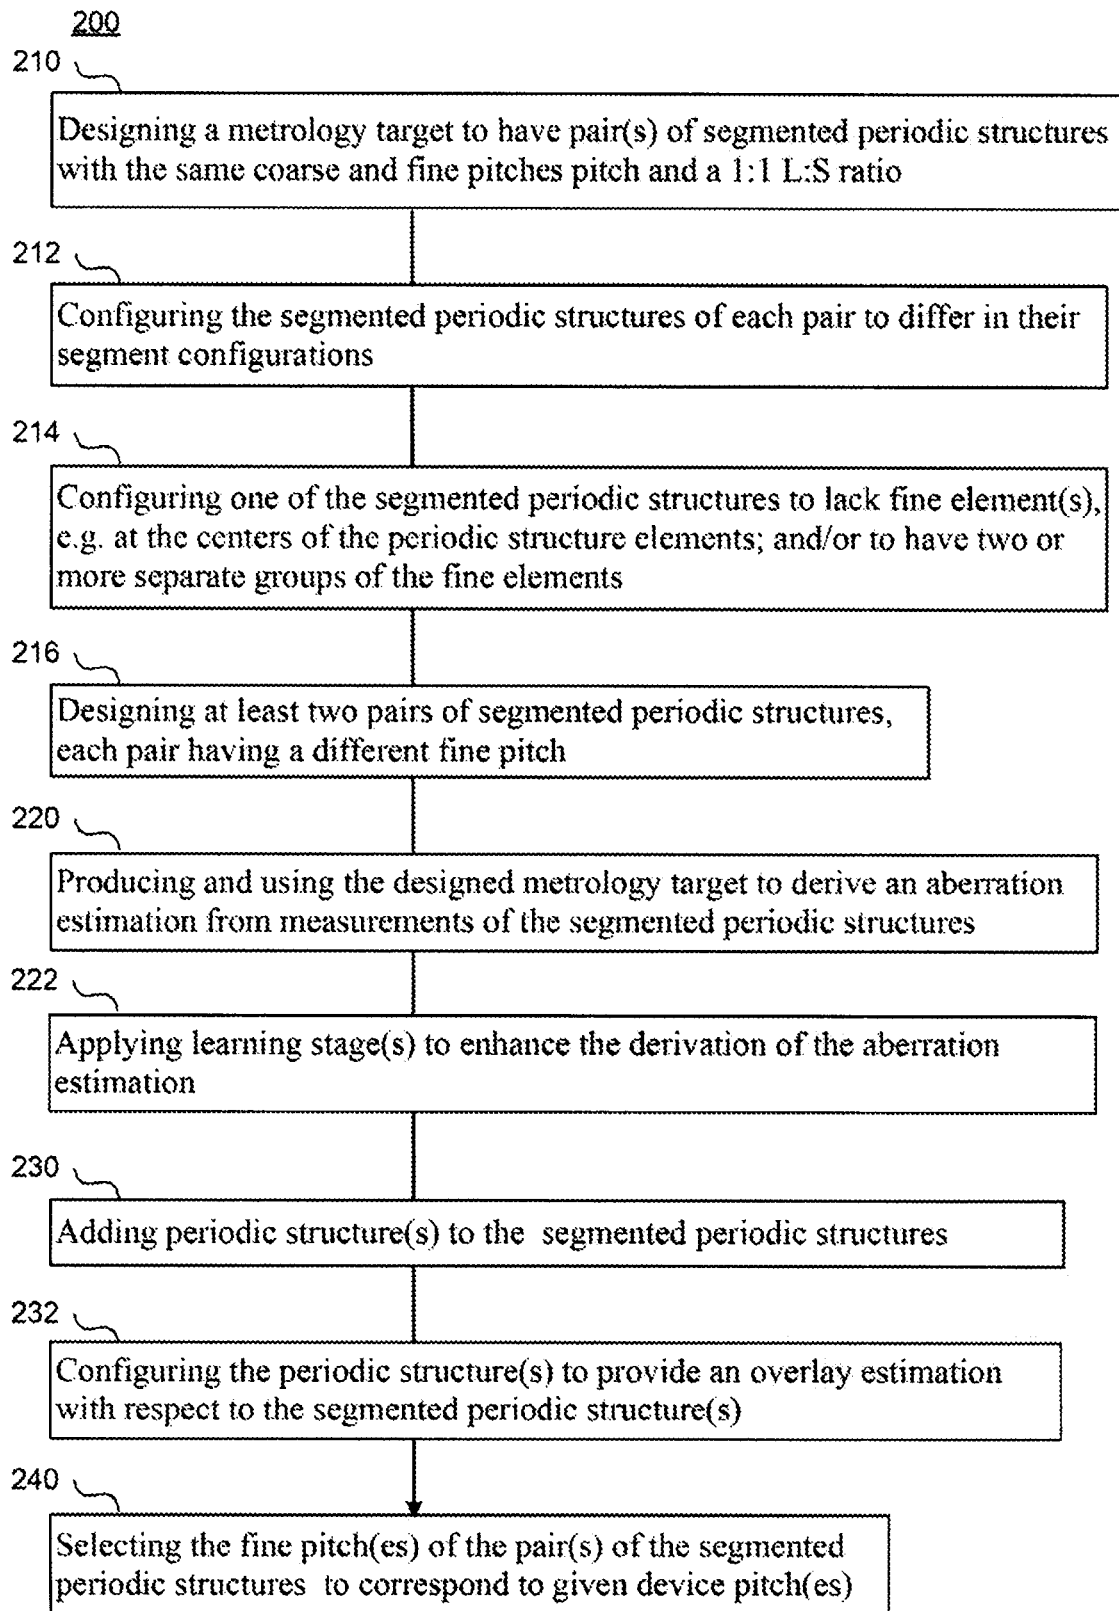 200
210
Designing a metrology target to have pair(s) of segmented periodic structures
with the same coarse and fine pitches pitch and a 1:1 L:S ratio
212
Configuring the segmented periodic structures of each pair to differ in their
segment configurations
214
Configuring one of the segmented periodic structures to lack fine element(s),
e.g. at the centers of the periodic structure elements; and/or to have two or
more separate groups of the fine elements
216
Designing at least two pairs of segmented periodic structures,
each pair having a different fine pitch
220
Producing and using the designed metrology target to derive an aberration
estimation from measurements of the segmented periodic structures
222
Applying learning stage(s) to enhance the derivation of the aberration
estimation
230
Adding periodic structure(s) to the segmented periodic structures
232
Configuring the periodic structure(s) to provide an overlay estimation
with respect to the segmented periodic structure(s)
240
Selecting the fine pitch(es) of the pair(s) of the segmented
periodic structures to correspond to given device pitch(es)